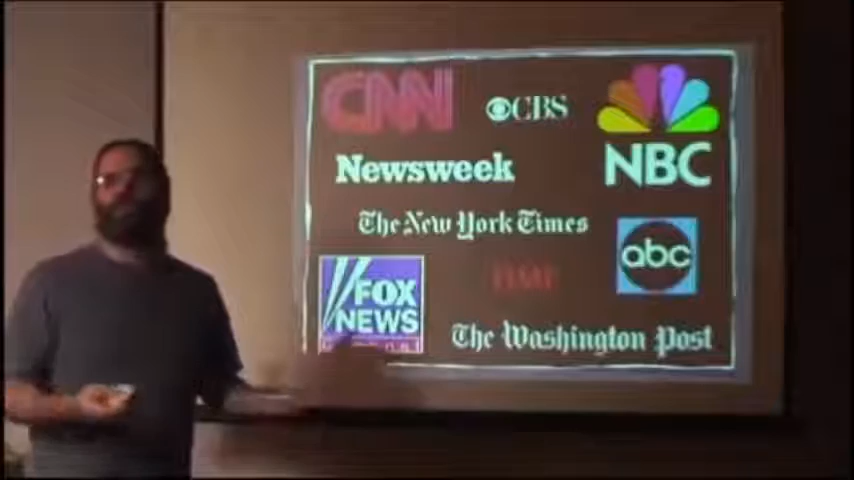 CNN
CBS
NBC
Newsweek
The New York Times
abc
FOX
NEWS
TIME
The Washington Post